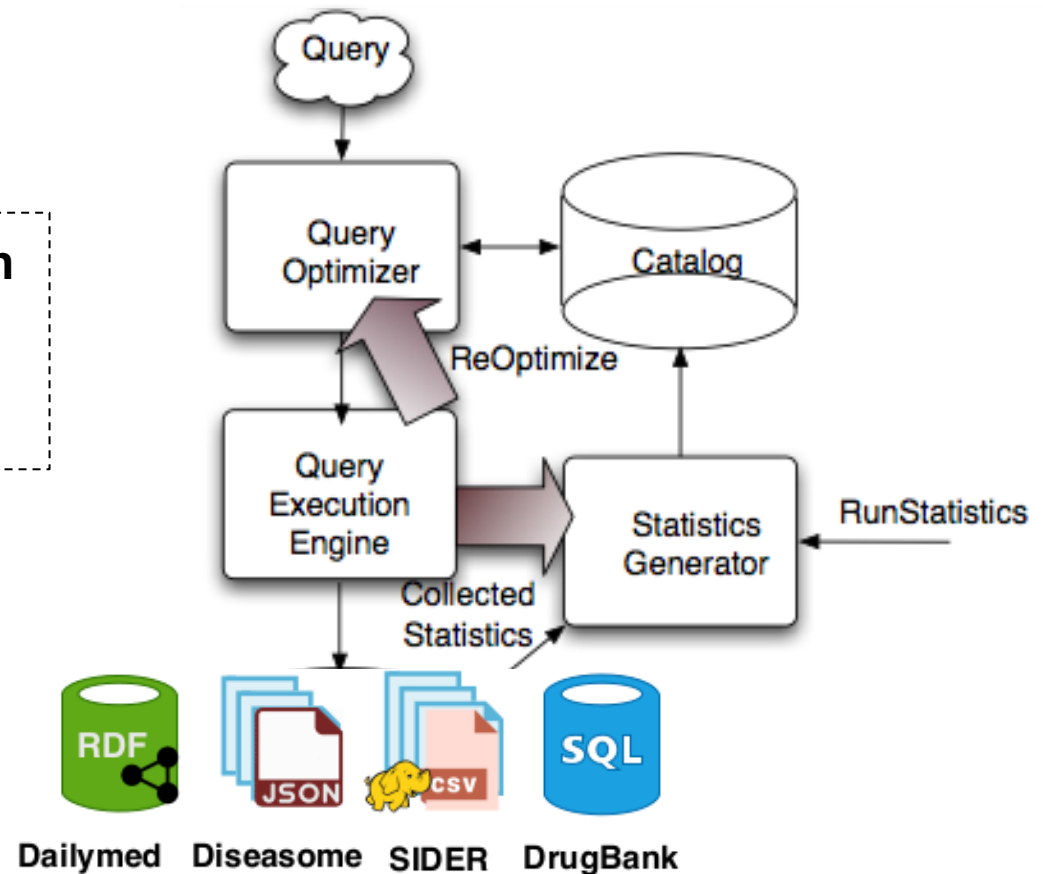 Query
Query
Optimizer
Catalog
ReOptimize
Query
Execution
Engine
Statistics
Generator
RunStatistics
Collected
Statistics
RDF
JSON
csv
SQL
Dailymed
Diseasome
SIDER
DrugBank